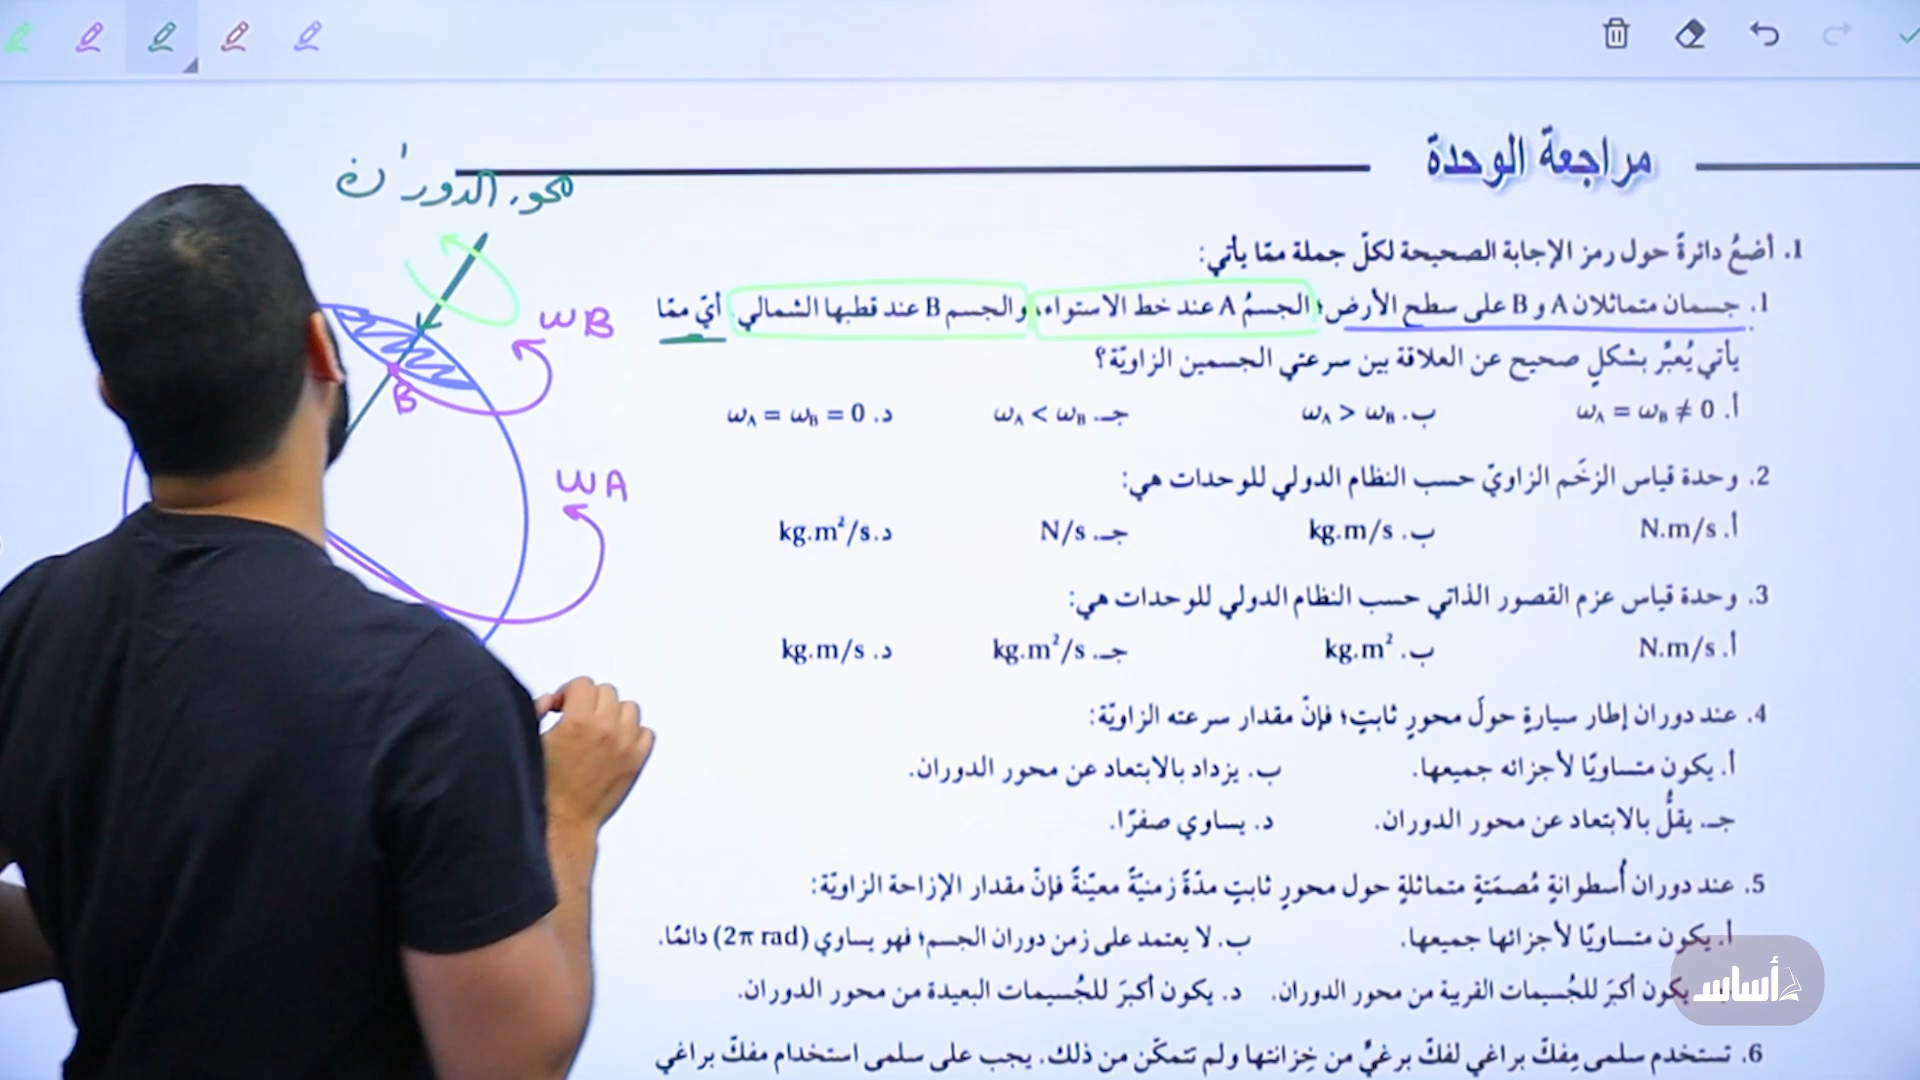 مراجعة الوحدة
محور الدوران
1. أضعُ دائرةً حول رمز الإجابة الصحيحة لكلّ جملة ممّا يأتي:
1. جسمان متماثلان A و B على سطح الأرض؛ الجسمُ A عند خط الاستواء، والجسم B عند قطبها الشمالي. أيّ ممّا
يأتي يُعبِّر بشكلٍ صحيح عن العلاقة بين سرعتي الجسمين الزاويّة؟
أ. ωA = ωB ≠ 0 ب. ωA > ωB جـ. ωA < ωB د. ωA = ωB = 0
2. وحدة قياس الزخَم الزاويّ حسب النظام الدولي للوحدات هي:
أ. N.m/s ب. kg.m/s جـ. N/s د. kg.m²/s
3. وحدة قياس عزم القصور الذاتي حسب النظام الدولي للوحدات هي:
أ. N.m/s ب. kg.m² جـ. kg.m²/s د. kg.m/s
4. عند دوران إطار سيارةٍ حولَ محورٍ ثابتٍ؛ فإنّ مقدار سرعته الزاويّة:
أ. يكون متساويًا لأجزائه جميعها. ب. يزداد بالابتعاد عن محور الدوران.
جـ. يقلُّ بالابتعاد عن محور الدوران. د. يساوي صفرًا.
5. عند دوران أُسطوانةٍ مُصمَتةٍ متماثلةٍ حول محورٍ ثابتٍ مدّةً زمنيّةً معيّنةً فإنّ مقدار الإزاحة الزاويّة:
أ. يكون متساويًا لأجزائها جميعها. ب. لا يعتمد على زمن دوران الجسم؛ فهو يساوي (2π rad) دائمًا.
يكون أكبرَ للجُسيمات القريبة من محور الدوران. د. يكون أكبرَ للجُسيمات البعيدة من محور الدوران.
6. تستخدم سلمى مِفكّ براغي لفكّ برغيٍّ من خِزانتها ولم تتمكّن من ذلك. يجب على سلمى استخدام مفكّ براغي
ωB
B
ωA
أساس